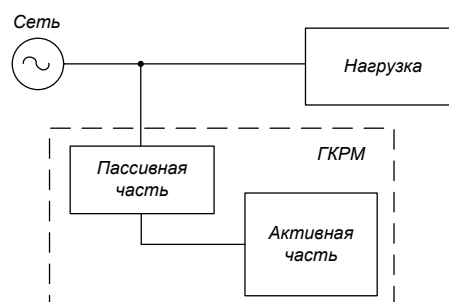 Сеть
Нагрузка
ГКРМ
Пассивная
часть
Активная
часть